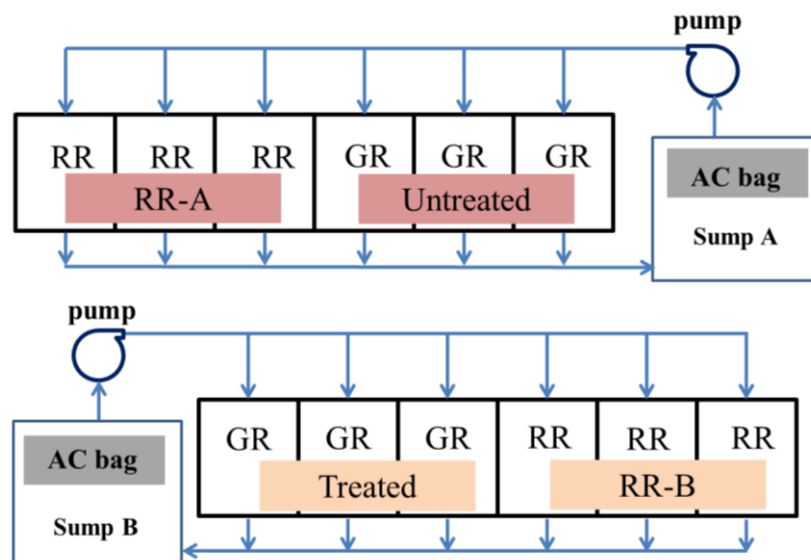 pump
RR RR RR GR GR GR
RR-A Untreated
AC bag
Sump A
pump
GR GR GR RR RR RR
Treated RR-B
AC bag
Sump B